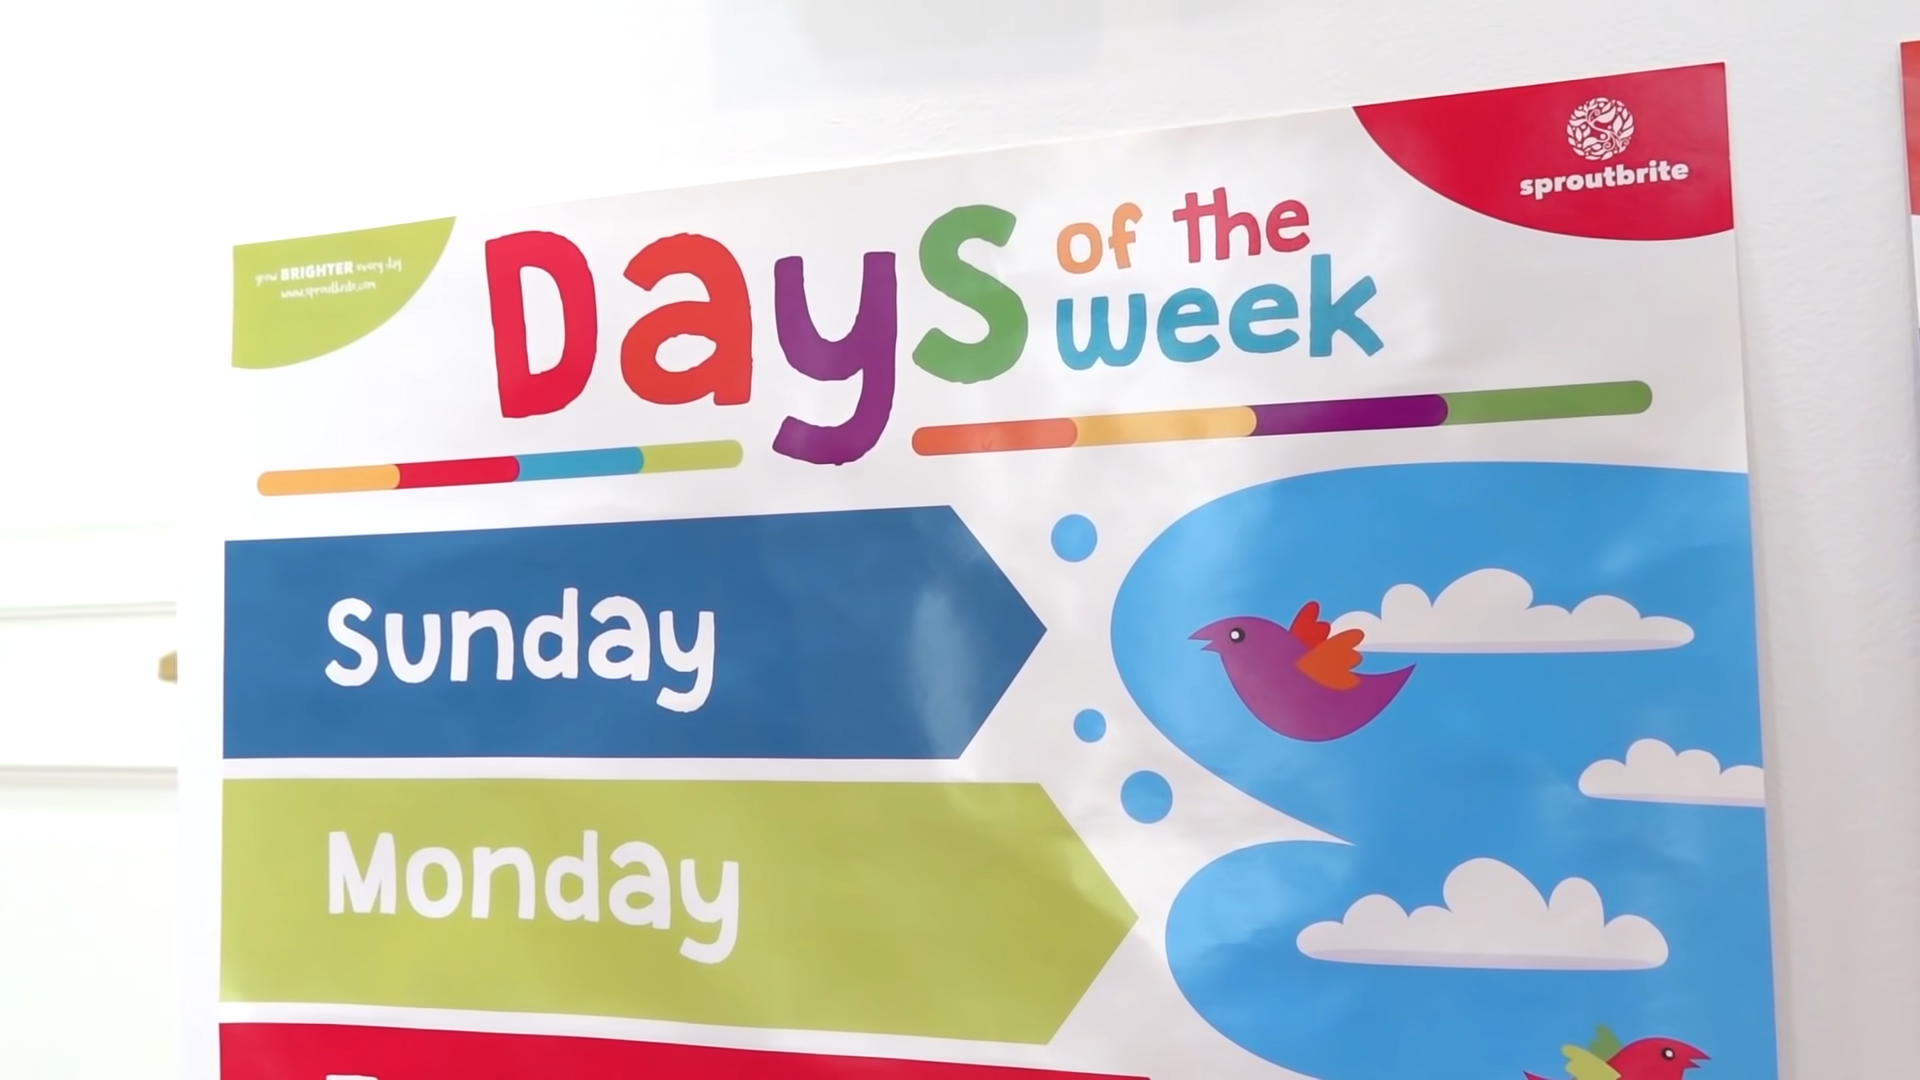 sproutbrite
grow BRIGHTER every day
www.sproutbrite.com
Days of the
week
Sunday
Monday